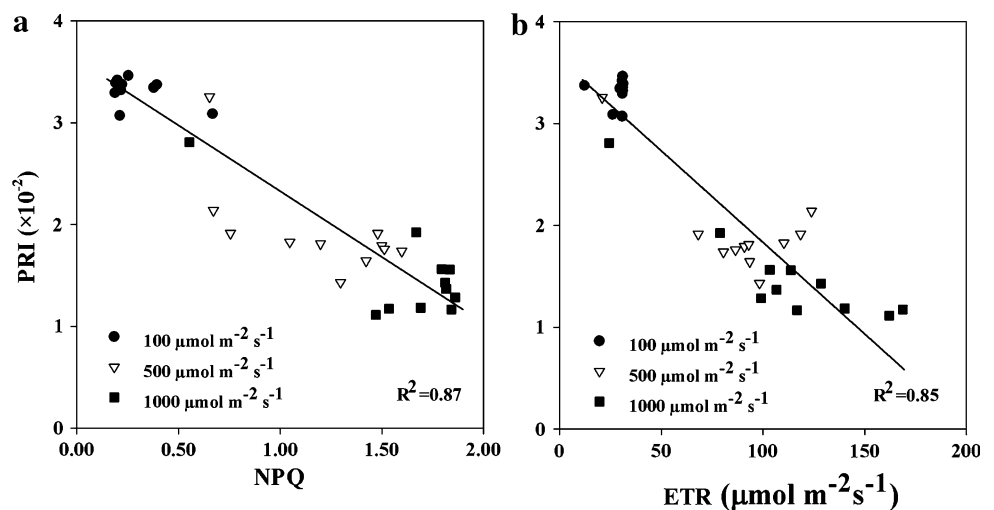 a
4
3
2
1
0
PRI (×10⁻²)
100 µmol m⁻² s⁻¹
500 µmol m⁻² s⁻¹
1000 µmol m⁻² s⁻¹
R²=0.87
0.00 0.50 1.00 1.50 2.00
NPQ
b
4
3
2
1
0
100 µmol m⁻² s⁻¹
500 µmol m⁻² s⁻¹
1000 µmol m⁻² s⁻¹
R²=0.85
0 50 100 150 200
ETR (µmol m⁻²s⁻¹)